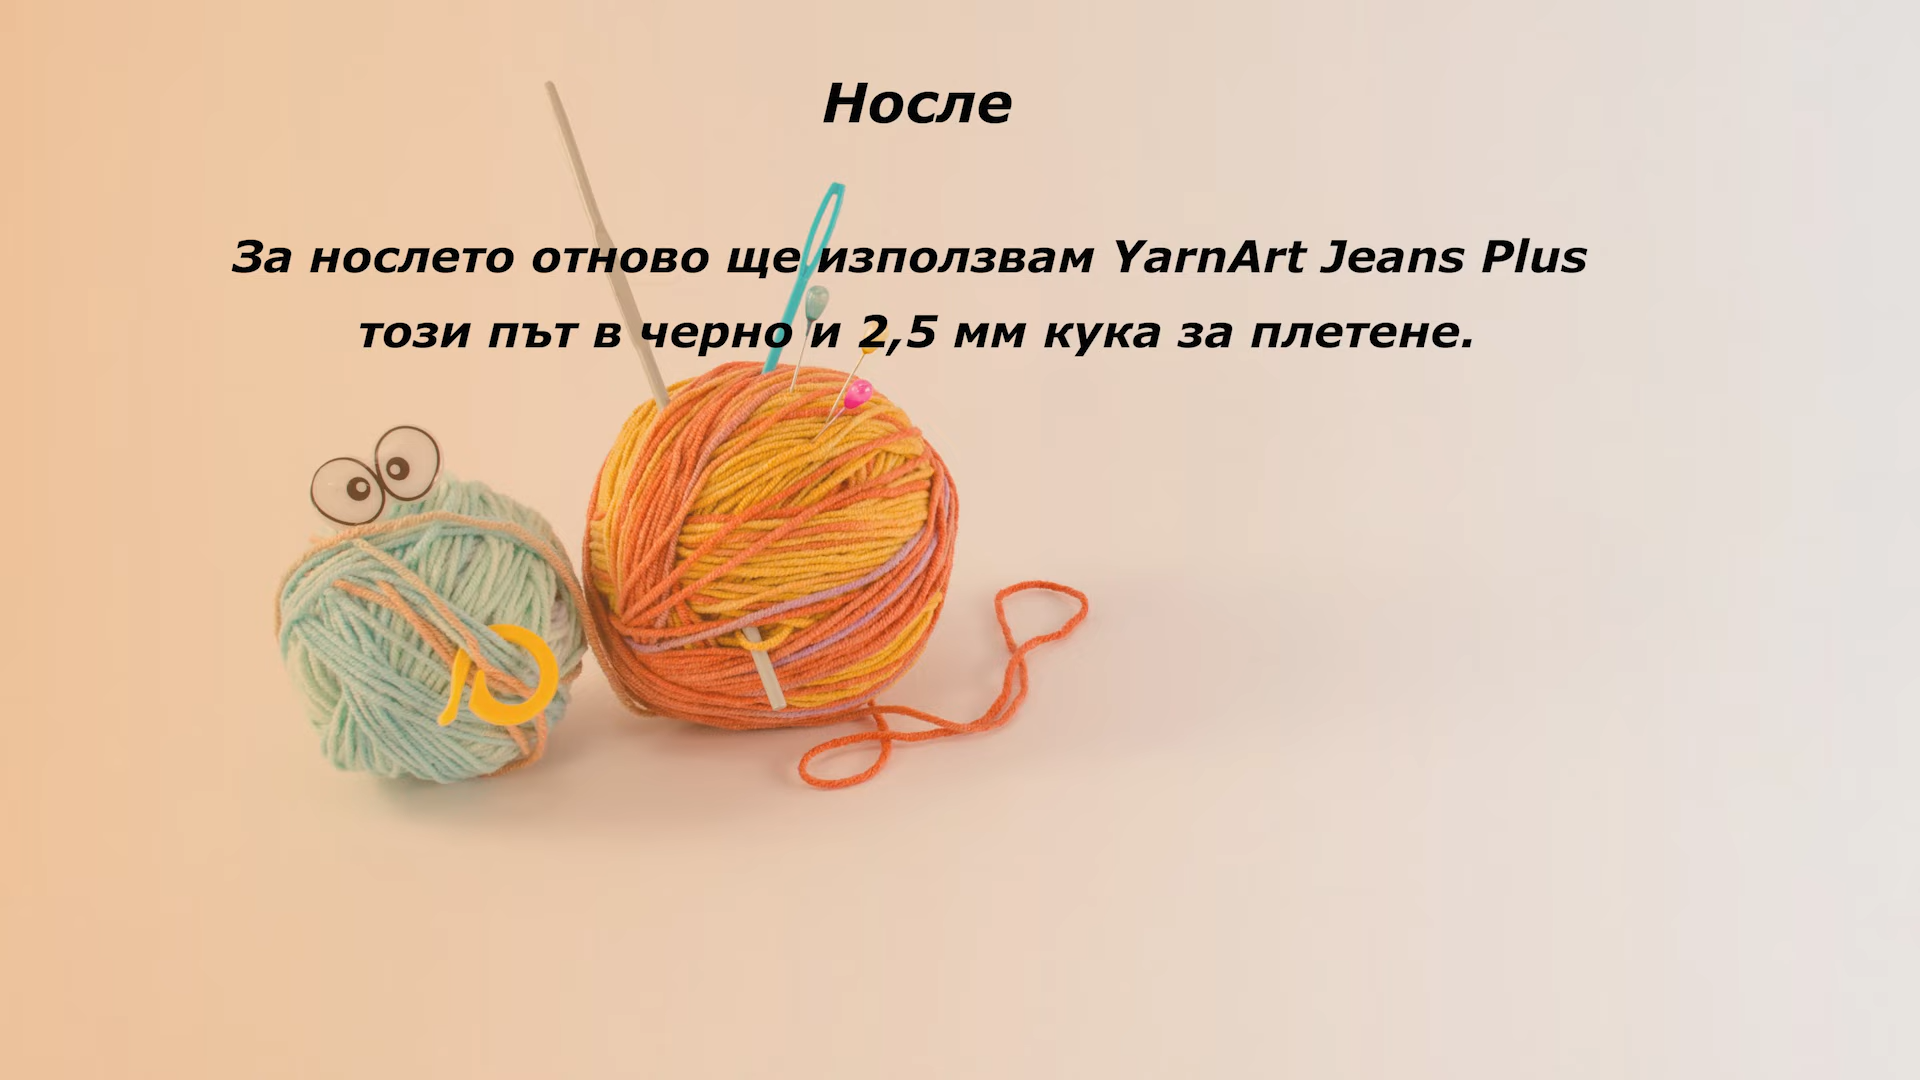 Носле
За нослето отново ще използвам YarnArt Jeans Plus
този път в черно и 2,5 мм кука за плетене.